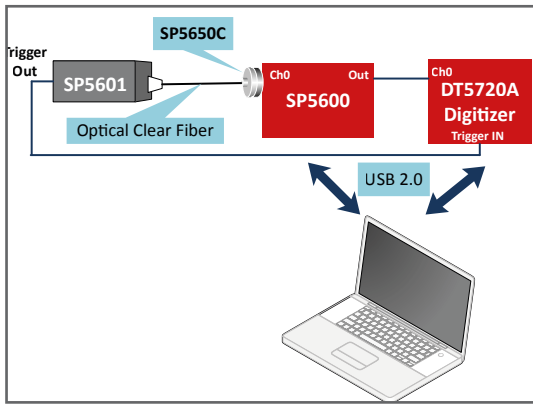 SP5650C
Trigger
Out
SP5601
Ch0
Out
SP5600
Ch0
DT5720A
Digitizer
Trigger IN
Optical Clear Fiber
USB 2.0